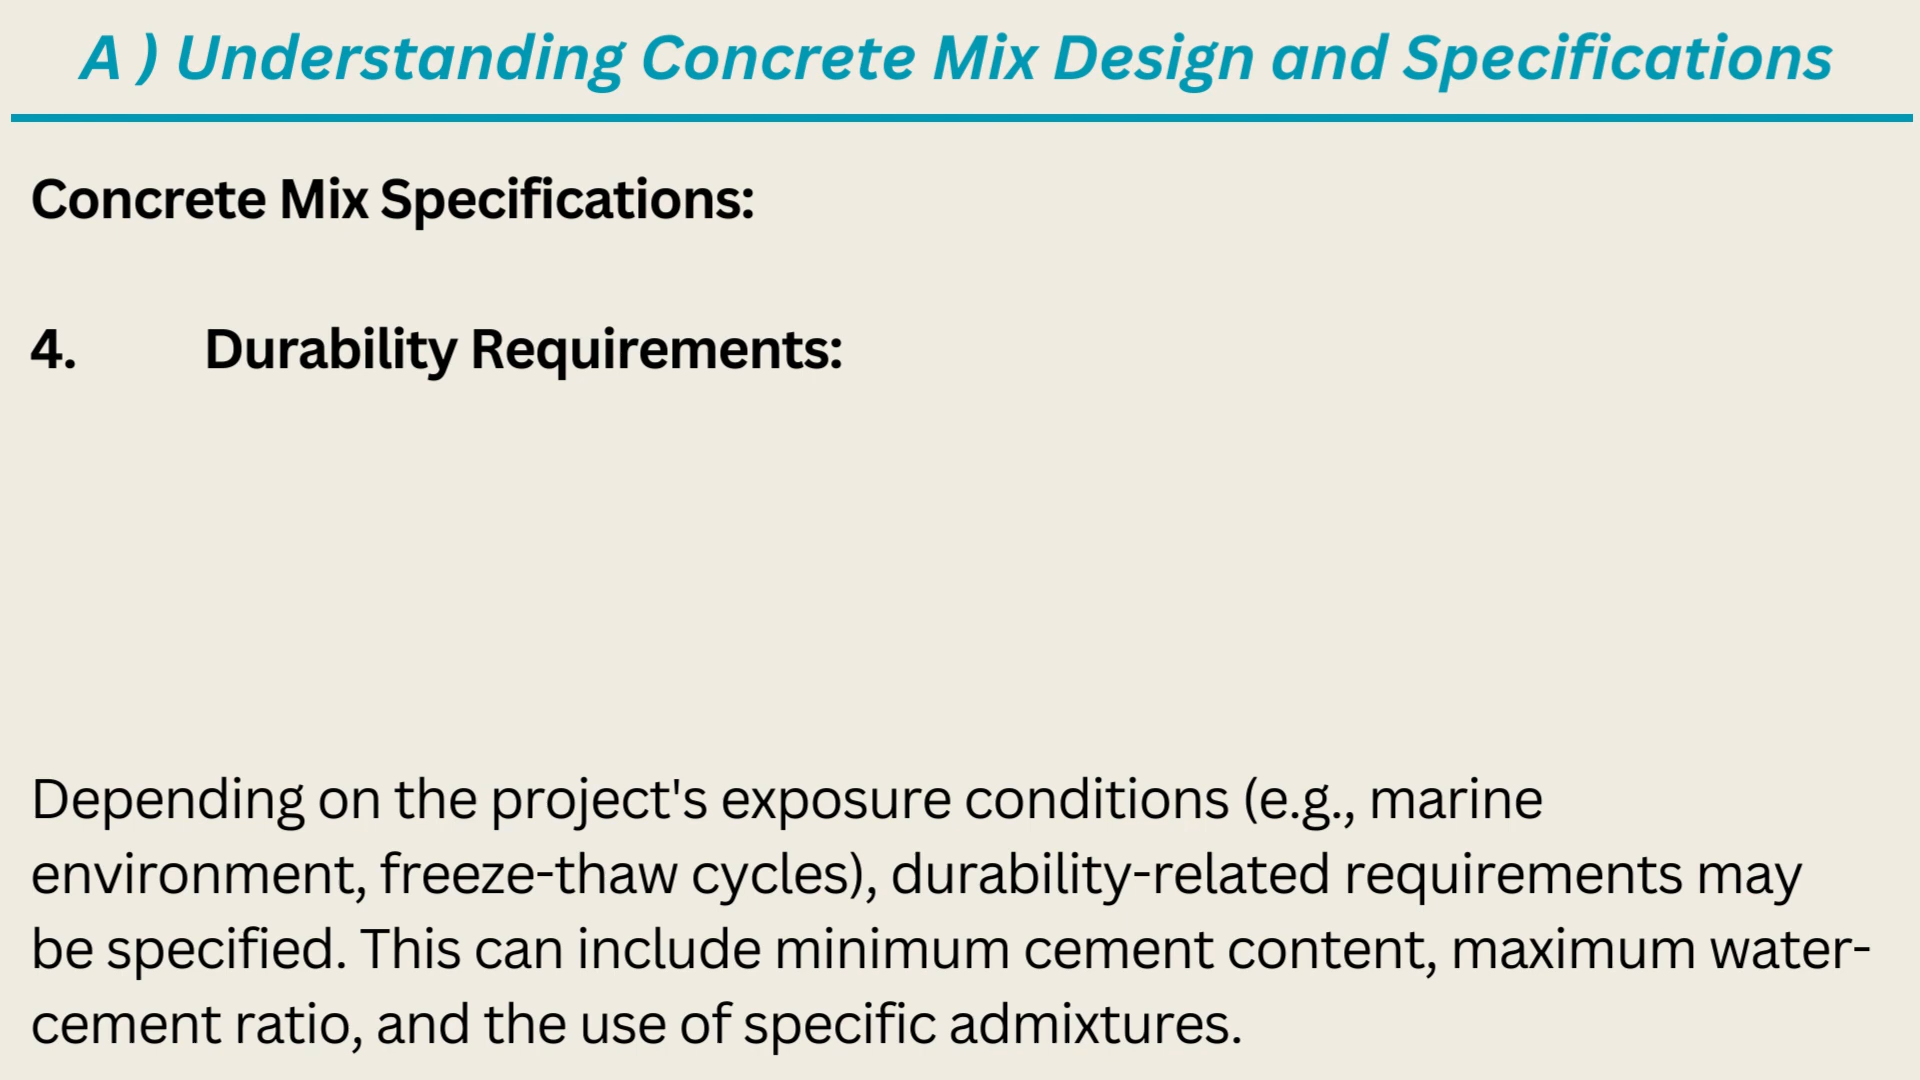 A ) Understanding Concrete Mix Design and Specifications
Concrete Mix Specifications:
4. Durability Requirements:
Depending on the project's exposure conditions (e.g., marine
environment, freeze-thaw cycles), durability-related requirements may
be specified. This can include minimum cement content, maximum water-
cement ratio, and the use of specific admixtures.